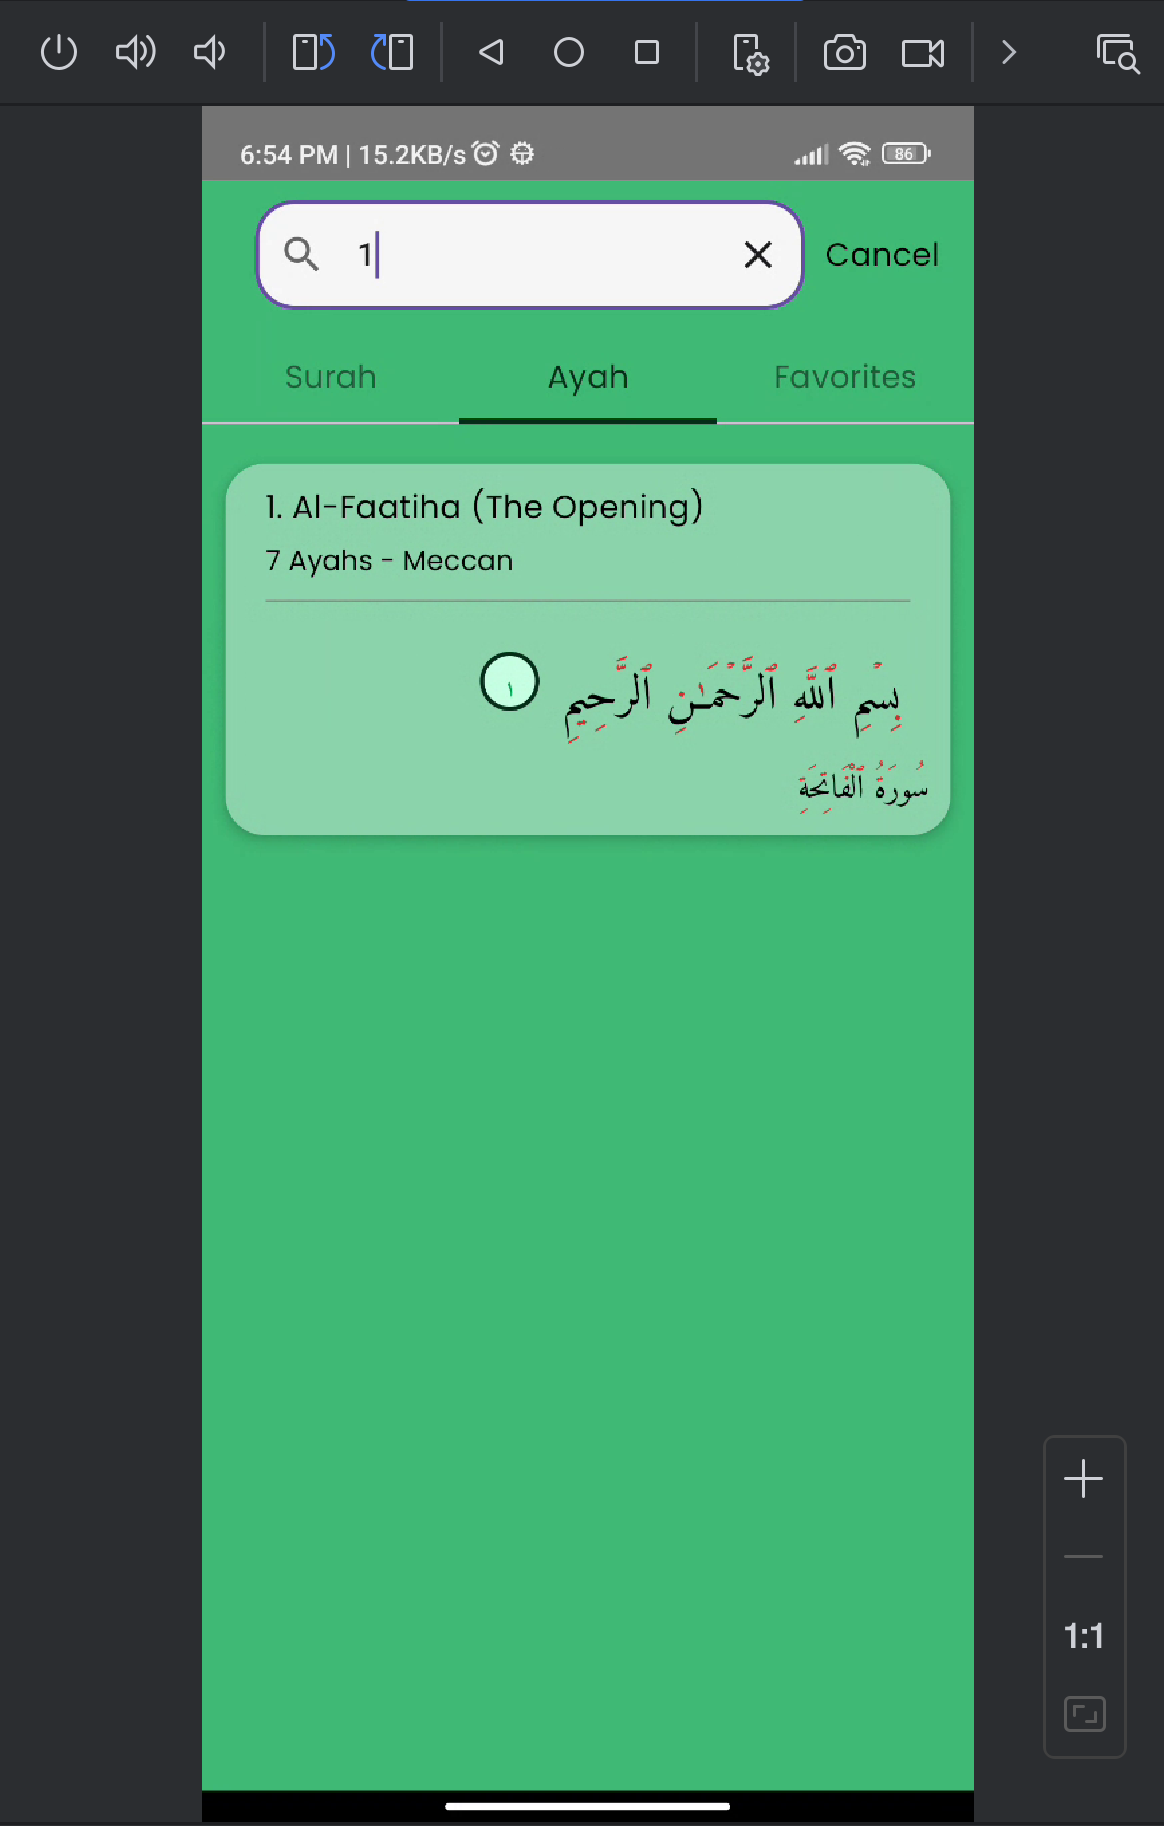 6:54 PM | 15.2KB/s 86
1
Cancel
Surah Ayah Favorites
1. Al-Faatiha (The Opening)
7 Ayahs - Meccan
بِسْمِ ٱللَّهِ ٱلرَّحْمَـٰنِ ٱلرَّحِيمِ ١
سُورَةُ ٱلْفَاتِحَةِ
1:1